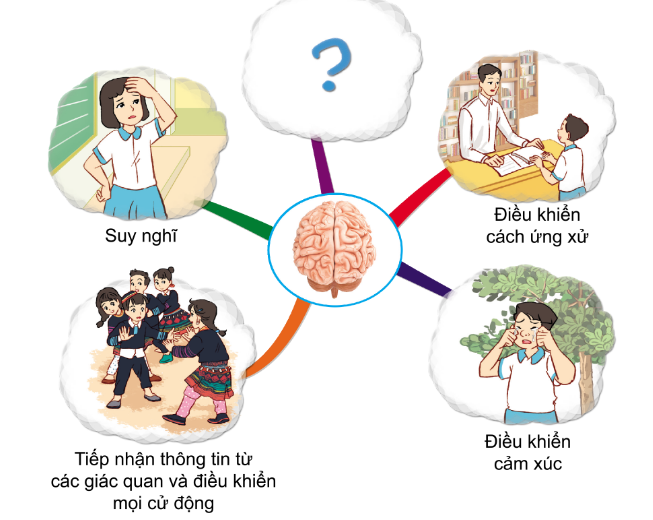 ?
Suy nghĩ
Điều khiển
cách ứng xử
Tiếp nhận thông tin từ
các giác quan và điều khiển
mọi cử động
Điều khiển
cảm xúc